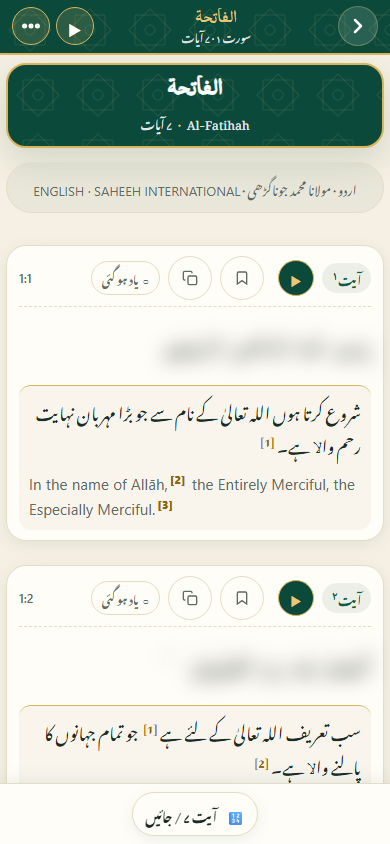 الفاتحة
سورت ۱ · ۷ آیات
الفاتحة
Al-Fatihah · ۷ آیات
اردو · مولانا محمد جوناگڑھی · ENGLISH · SAHEEH INTERNATIONAL
آیت ۱
یاد ہو گئی
1:1
شروع کرتا ہوں اللہ تعالیٰ کے نام سے جو بڑا مہربان نہایت
رحم والا ہے۔ [1]
In the name of Allāh,[2] the Entirely Merciful, the
Especially Merciful.[3]
آیت ۲
یاد ہو گئی
1:2
سب تعریف اللہ تعالیٰ کے لئے ہے [1] جو تمام جہانوں کا
پالنے والا ہے۔ [2]
آیت ۷ / جائیں